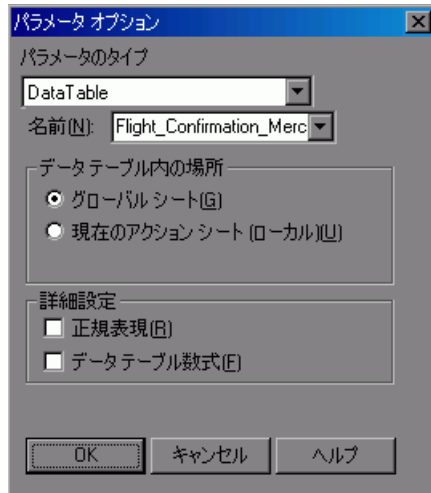 パラメータ オプション
パラメータのタイプ
DataTable
名前(N): Flight_Confirmation_Merc
データ テーブル内の場所
グローバル シート(G)
現在のアクション シート (ローカル)(U)
詳細設定
正規表現(R)
データ テーブル数式(F)
OK キャンセル ヘルプ